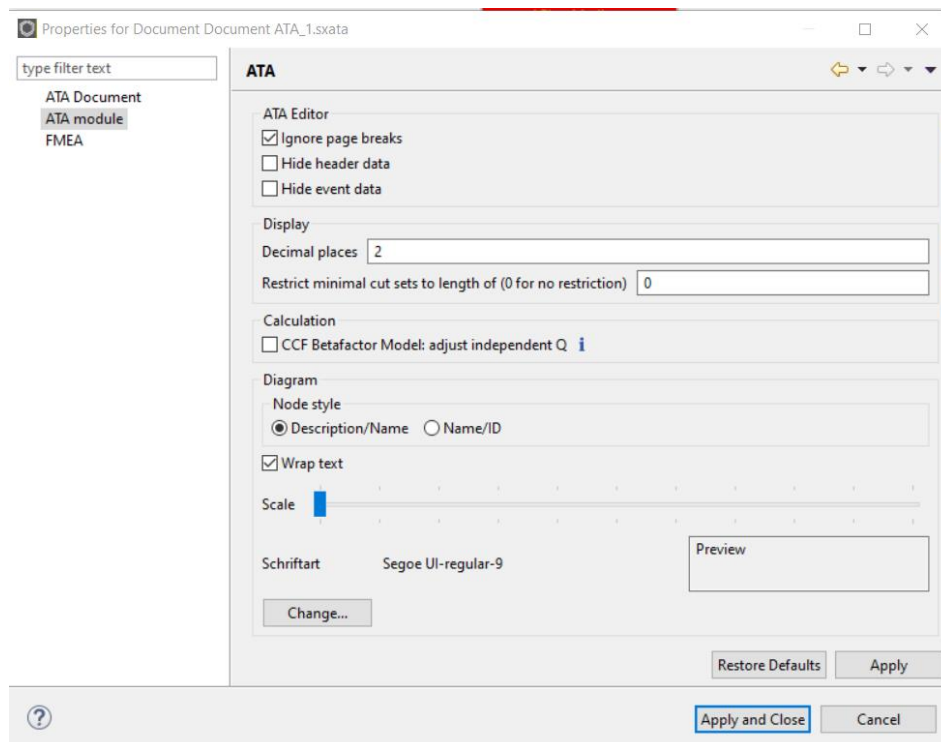 Properties for Document Document ATA_1.sxata
type filter text
ATA Document
ATA module
FMEA
ATA
ATA Editor
Ignore page breaks
Hide header data
Hide event data
Display
Decimal places 2
Restrict minimal cut sets to length of (0 for no restriction) 0
Calculation
CCF Betafactor Model: adjust independent Q i
Diagram
Node style
Description/Name Name/ID
Wrap text
Scale
Schriftart Segoe UI-regular-9 Preview
Change...
Restore Defaults Apply
? Apply and Close Cancel